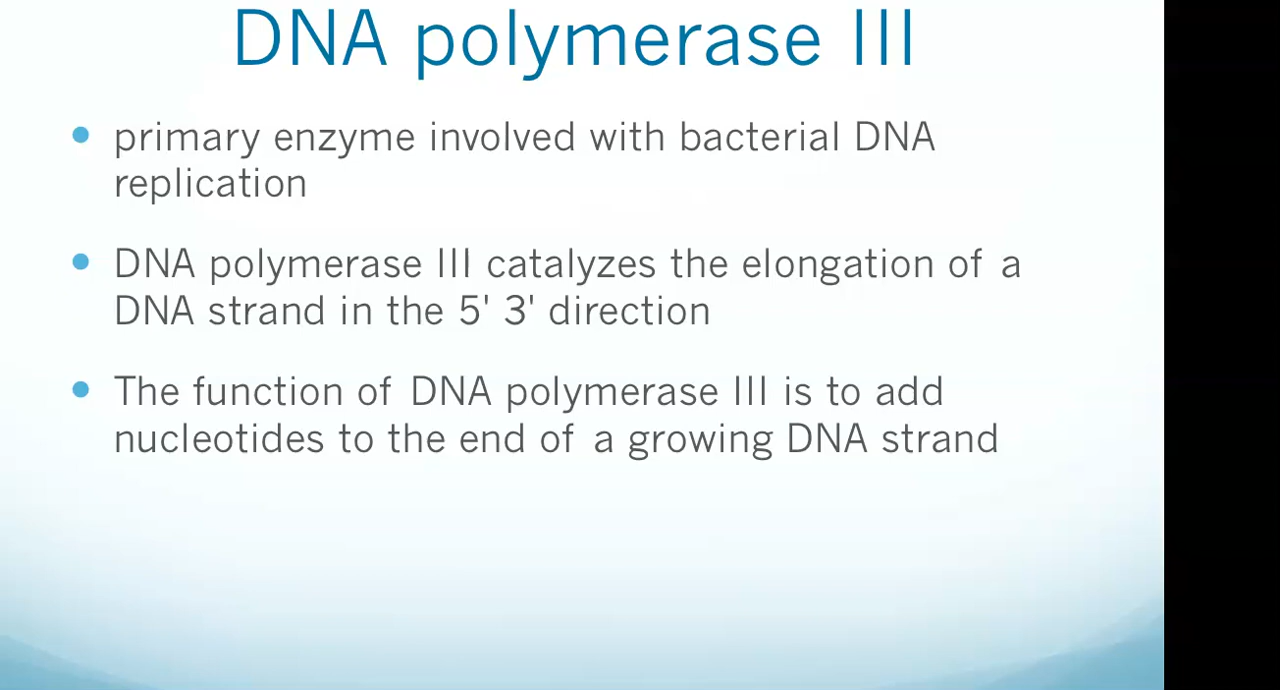 DNA polymerase III
primary enzyme involved with bacterial DNA
replication
DNA polymerase III catalyzes the elongation of a
DNA strand in the 5' 3' direction
The function of DNA polymerase III is to add
nucleotides to the end of a growing DNA strand